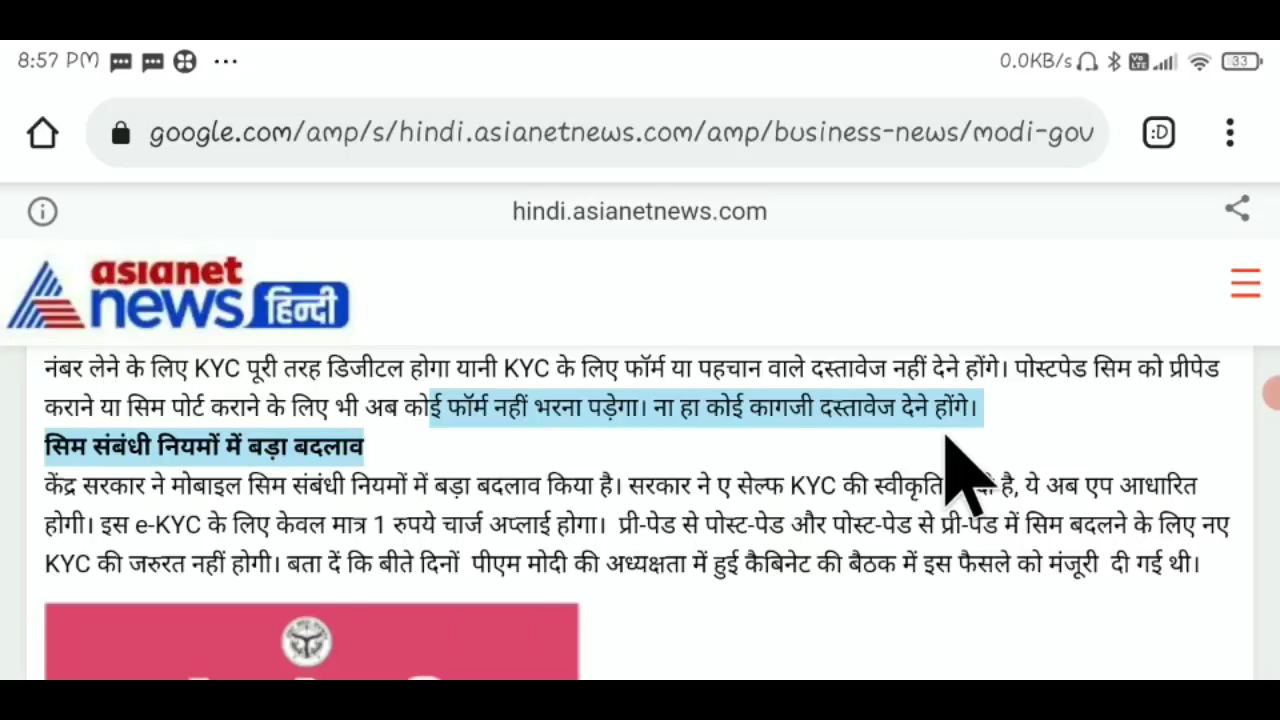 8:57 PM ... 0.0KB/s Vo LTE 33
google.com/amp/s/hindi.asianetnews.com/amp/business-news/modi-gov :D
hindi.asianetnews.com
asianet
news हिन्दी
नंबर लेने के लिए KYC पूरी तरह डिजीटल होगा यानी KYC के लिए फॉर्म या पहचान वाले दस्तावेज नहीं देने होंगे। पोस्टपेड सिम को प्रीपेड
कराने या सिम पोर्ट कराने के लिए भी अब कोई फॉर्म नहीं भरना पड़ेगा। ना हा कोई कागजी दस्तावेज देने होंगे।
सिम संबंधी नियमों में बड़ा बदलाव
केंद्र सरकार ने मोबाइल सिम संबंधी नियमों में बड़ा बदलाव किया है। सरकार ने ए सेल्फ KYC की स्वीकृति है, ये अब एप आधारित
होगी। इस e-KYC के लिए केवल मात्र 1 रुपये चार्ज अप्लाई होगा। प्री-पेड से पोस्ट-पेड और पोस्ट-पेड से प्री-पेड में सिम बदलने के लिए नए
KYC की जरुरत नहीं होगी। बता दें कि बीते दिनों पीएम मोदी की अध्यक्षता में हुई कैबिनेट की बैठक में इस फैसले को मंजूरी दी गई थी।